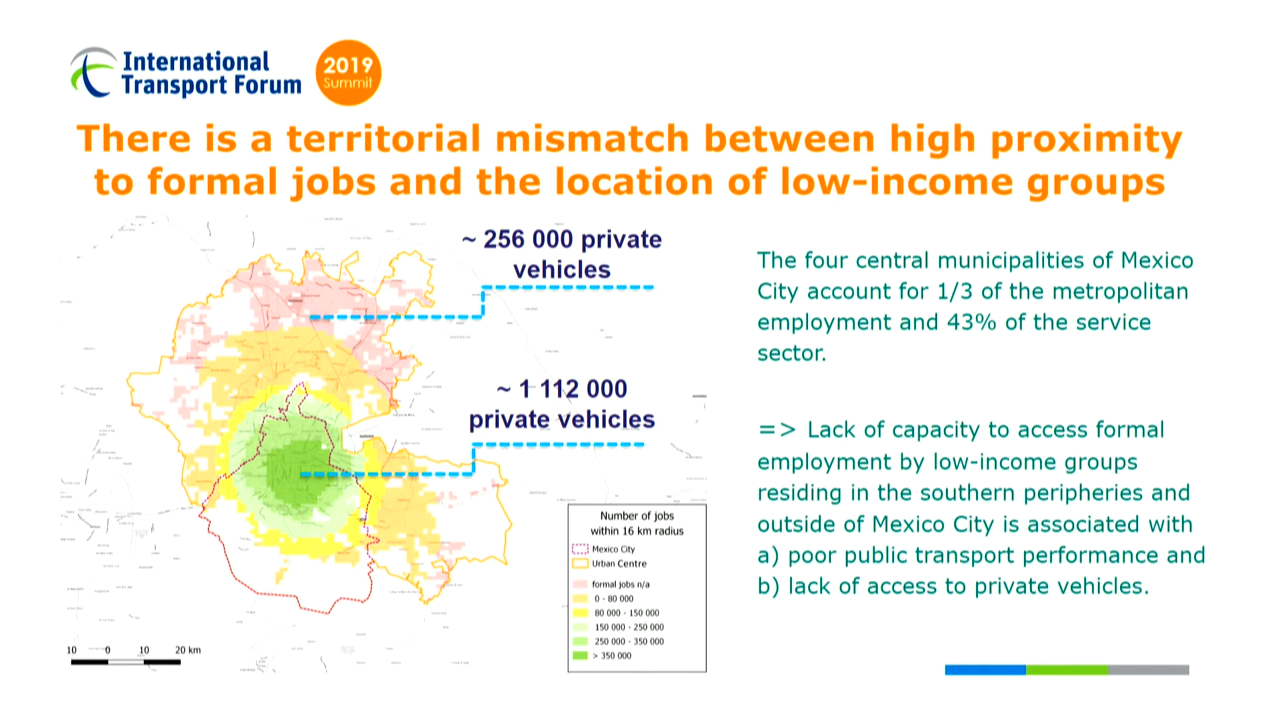 International
Transport Forum
2019
Summit
There is a territorial mismatch between high proximity
to formal jobs and the location of low-income groups
~ 256 000 private
vehicles
~ 1 112 000
private vehicles
Number of jobs
within 16 km radius
Mexico City
Urban Centre
formal jobs n/a
0 - 80 000
80 000 - 150 000
150 000 - 250 000
250 000 - 350 000
> 350 000
10 0 10 20 km
The four central municipalities of Mexico
City account for 1/3 of the metropolitan
employment and 43% of the service
sector.
=> Lack of capacity to access formal
employment by low-income groups
residing in the southern peripheries and
outside of Mexico City is associated with
a) poor public transport performance and
b) lack of access to private vehicles.